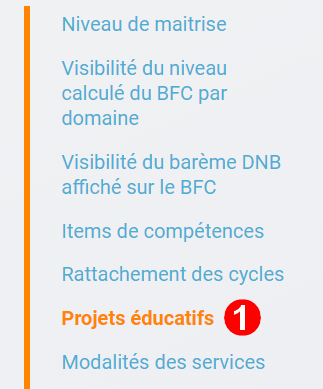 Niveau de maitrise
Visibilité du niveau
calculé du BFC par
domaine
Visibilité du barème DNB
affiché sur le BFC
Items de compétences
Rattachement des cycles
Projets éducatifs 1
Modalités des services